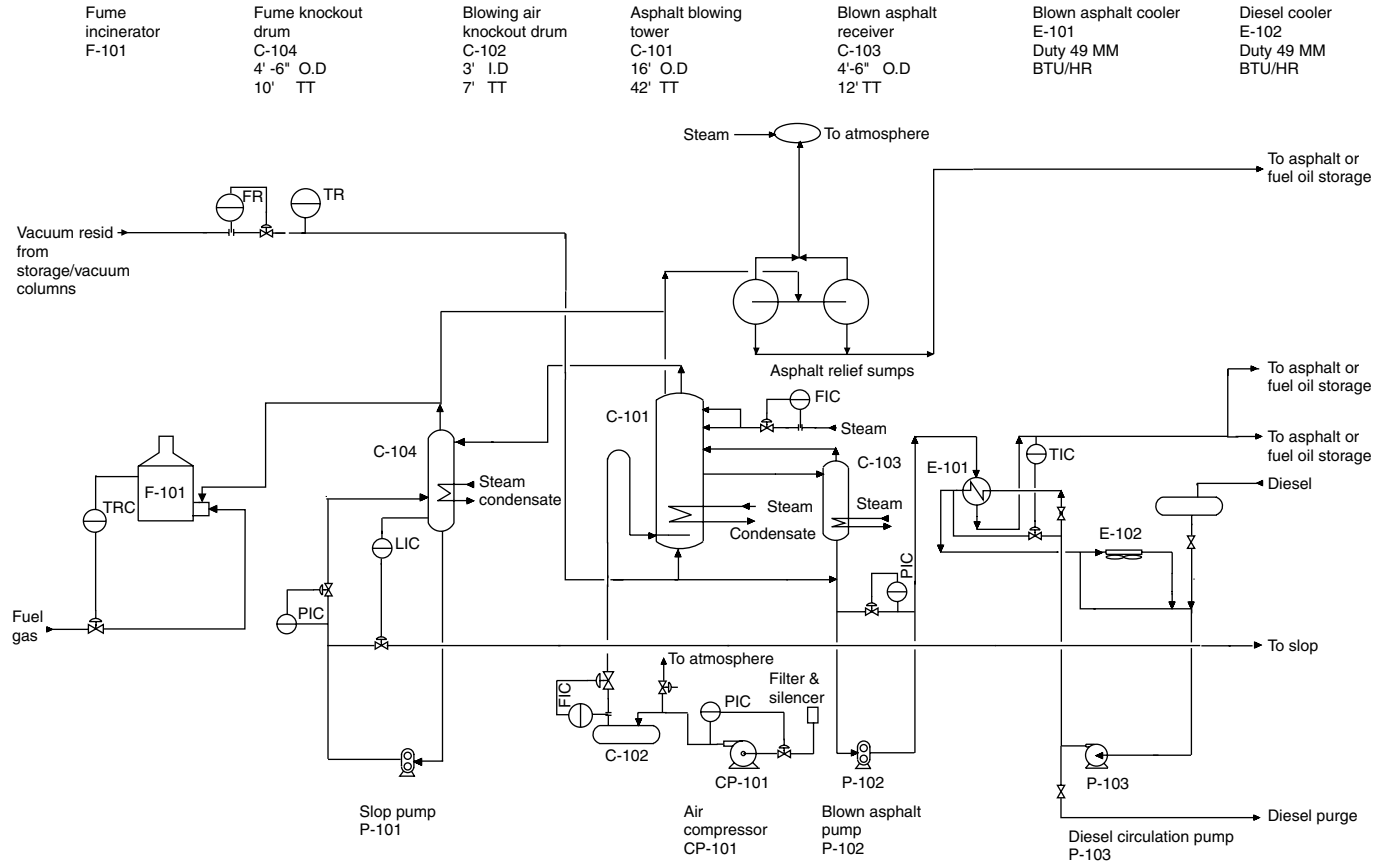 Fume
incinerator
F-101
Fume knockout
drum
C-104
4' -6" O.D
10' TT
Blowing air
knockout drum
C-102
3' I.D
7' TT
Asphalt blowing
tower
C-101
16' O.D
42' TT
Blown asphalt
receiver
C-103
4'-6" O.D
12' TT
Blown asphalt cooler
E-101
Duty 49 MM
BTU/HR
Diesel cooler
E-102
Duty 49 MM
BTU/HR
Steam
To atmosphere
To asphalt or
fuel oil storage
FR
TR
Vacuum resid
from
storage/vacuum
columns
Asphalt relief sumps
To asphalt or
fuel oil storage
C-101
FIC
Steam
To asphalt or
fuel oil storage
C-104
C-103
E-101
TIC
F-101
Steam
condensate
Steam
Steam
Diesel
TRC
Condensate
E-102
LIC
PIC
PIC
Fuel
gas
To slop
To atmosphere
FIC
PIC
Filter &
silencer
C-102
CP-101
P-102
P-103
Slop pump
P-101
Air
compressor
CP-101
Blown asphalt
pump
P-102
Diesel purge
Diesel circulation pump
P-103